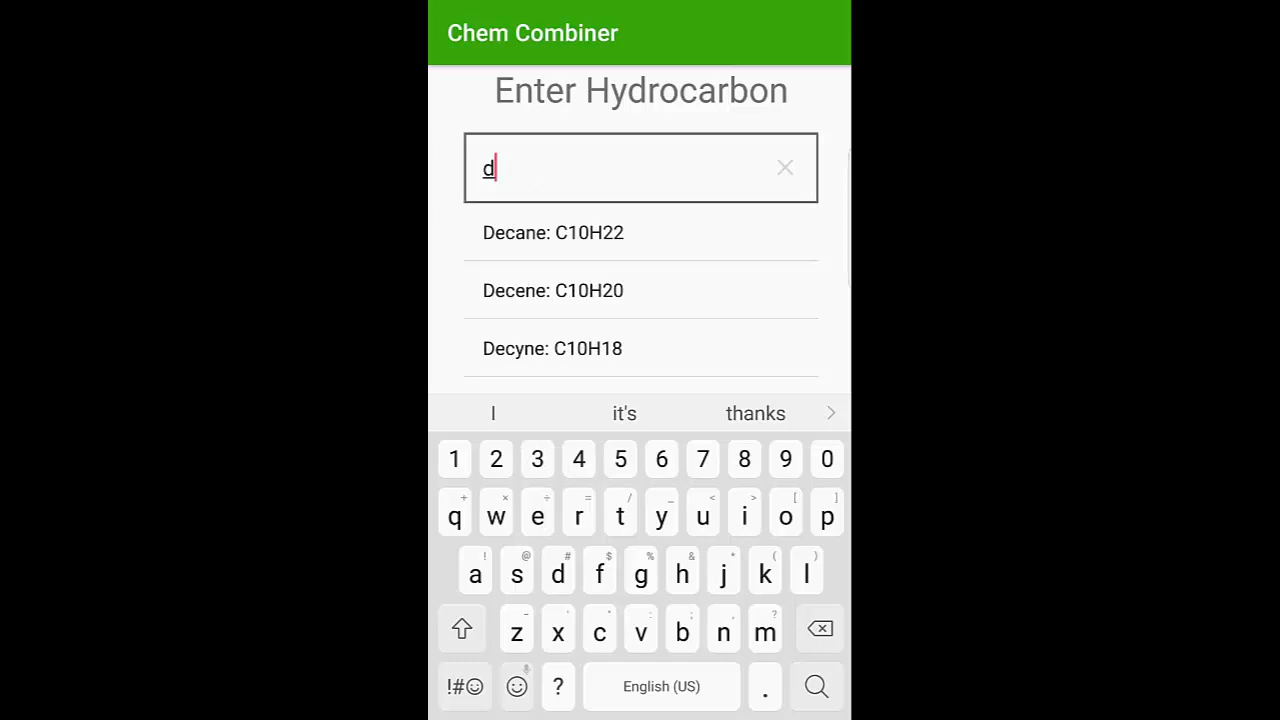 Chem Combiner
Enter Hydrocarbon
d
Decane: C10H22
Decene: C10H20
Decyne: C10H18
I it's thanks
1 2 3 4 5 6 7 8 9 0
+ × ÷ = / _ < > [ ]
q w e r t y u i o p
! @ # $ % & * ( )
a s d f g h j k l
- ' " : ; , ?
z x c v b n m
!#☺ ? English (US) .